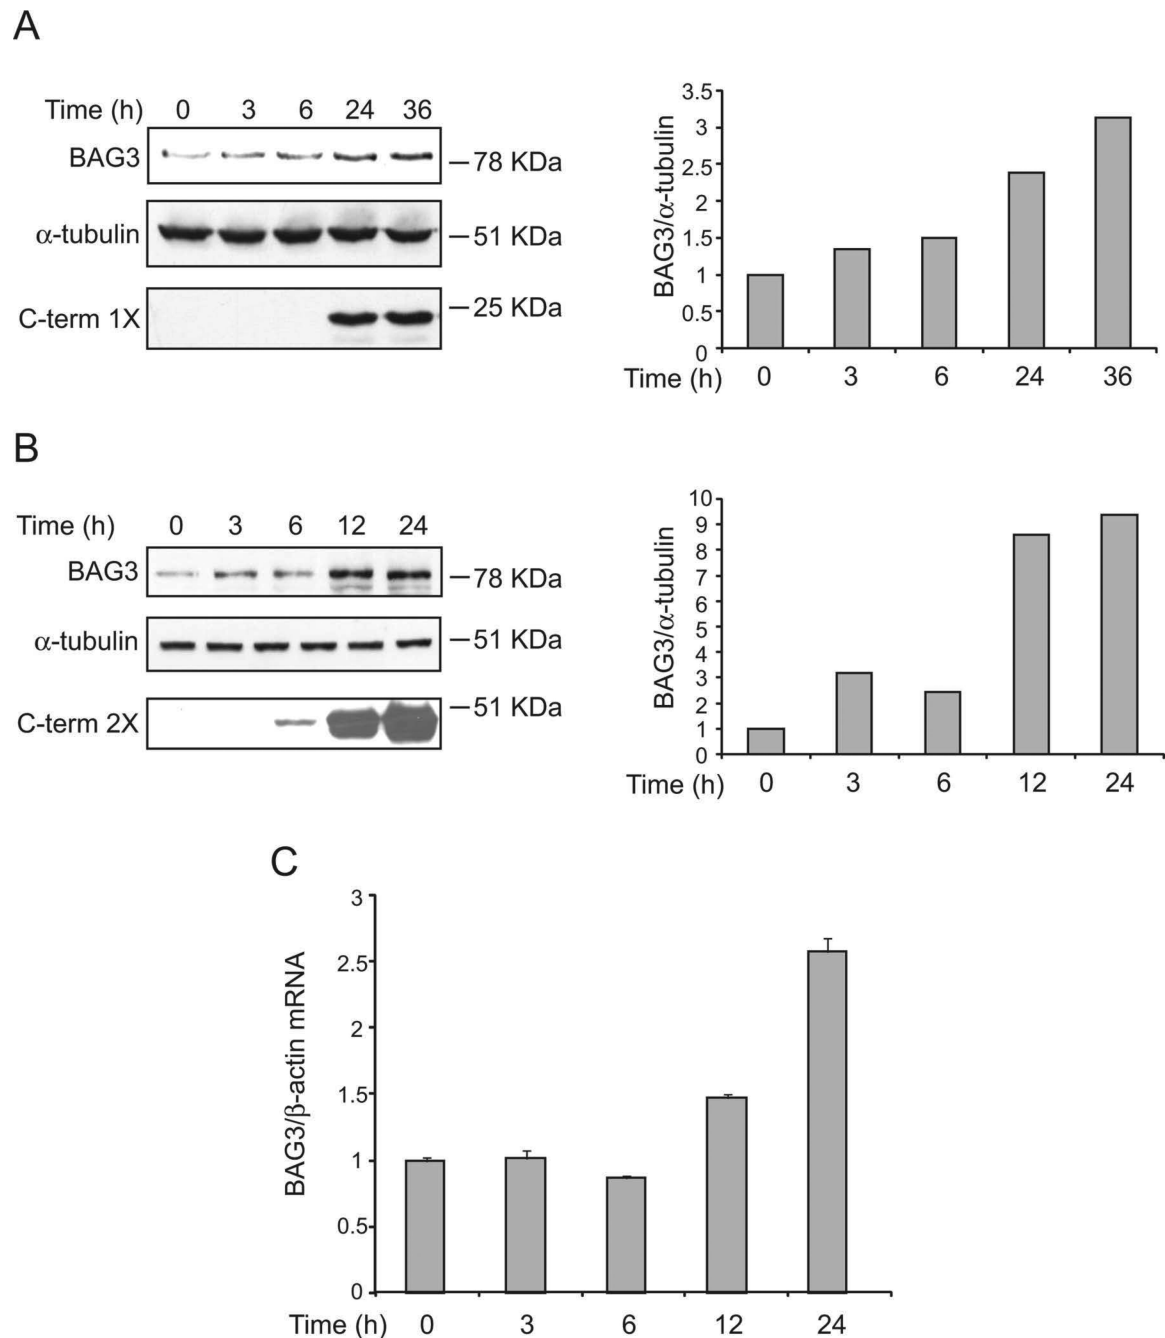 A
Time (h) 0 3 6 24 36
BAG3
78 KDa
α-tubulin
51 KDa
C-term 1X
25 KDa
3.5
3
2.5
2
1.5
1
0.5
0
BAG3/α-tubulin
Time (h) 0 3 6 24 36
B
Time (h) 0 3 6 12 24
BAG3
78 KDa
α-tubulin
51 KDa
C-term 2X
51 KDa
10
9
8
7
6
5
4
3
2
1
0
BAG3/α-tubulin
Time (h) 0 3 6 12 24
C
3
2.5
2
1.5
1
0.5
0
BAG3/β-actin mRNA
Time (h) 0 3 6 12 24